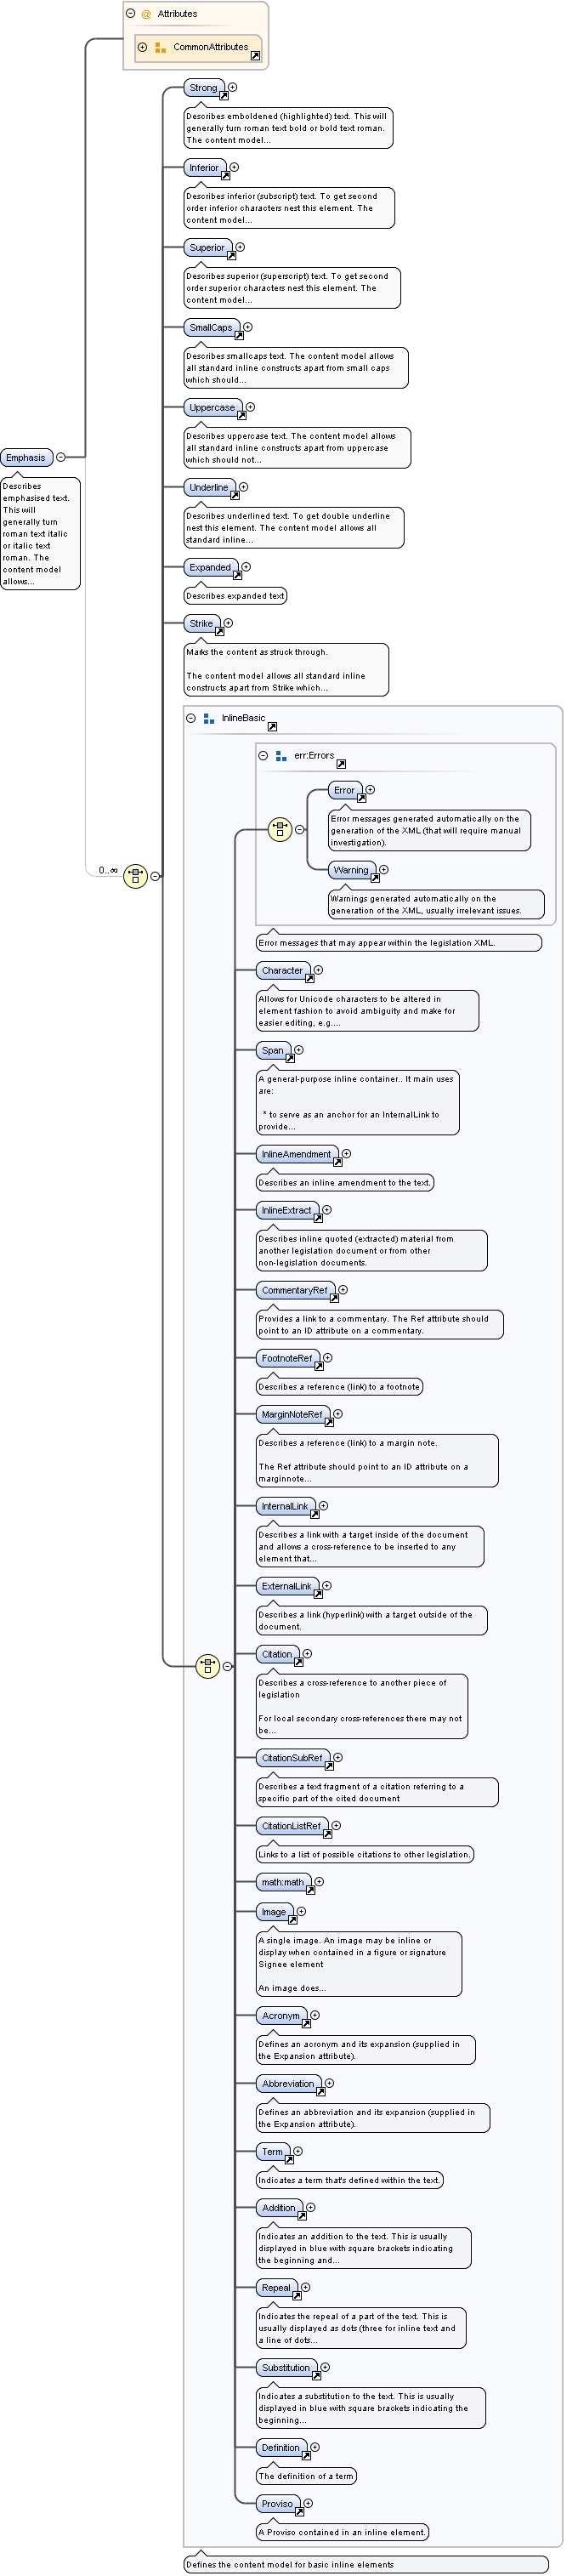 @ Attributes
CommonAttributes
Strong
Describes emboldened (highlighted) text. This will
generally turn roman text bold or bold text roman.
The content model...
Inferior
Describes inferior (subscript) text. To get second
order inferior characters nest this element. The
content model...
Superior
Describes superior (superscript) text. To get second
order superior characters nest this element. The
content model...
SmallCaps
Describes smallcaps text. The content model allows
all standard inline constructs apart from small caps
which should...
Uppercase
Describes uppercase text. The content model allows
all standard inline constructs apart from uppercase
which should not...
Emphasis
Describes
emphasised text.
This will
generally turn
roman text italic
or italic text
roman. The
content model
allows...
Underline
Describes underlined text. To get double underline
nest this element. The content model allows all
standard inline...
Expanded
Describes expanded text
Strike
Marks the content as struck through.
The content model allows all standard inline
constructs apart from Strike which...
InlineBasic
err:Errors
Error
Error messages generated automatically on the
generation of the XML (that will require manual
investigation).
0..∞
Warning
Warnings generated automatically on the
generation of the XML, usually irrelevant issues.
Error messages that may appear within the legislation XML.
Character
Allows for Unicode characters to be altered in
element fashion to avoid ambiguity and make for
easier editing, e.g....
Span
A general-purpose inline container.. It main uses
are:
* to serve as an anchor for an InternalLink to
provide...
InlineAmendment
Describes an inline amendment to the text.
InlineExtract
Describes inline quoted (extracted) material from
another legislation document or from other
non-legislation documents.
CommentaryRef
Provides a link to a commentary. The Ref attribute should
point to an ID attribute on a commentary.
FootnoteRef
Describes a reference (link) to a footnote
MarginNoteRef
Describes a reference (link) to a margin note.
The Ref attribute should point to an ID attribute on a
marginnote...
InternalLink
Describes a link with a target inside of the document
and allows a cross-reference to be inserted to any
element that...
ExternalLink
Describes a link (hyperlink) with a target outside of the
document.
Citation
Describes a cross-reference to another piece of
legislation
For local secondary cross-references there may not
be...
CitationSubRef
Describes a text fragment of a citation referring to a
specific part of the cited document
CitationListRef
Links to a list of possible citations to other legislation.
math:math
Image
A single image. An image may be inline or
display when contained in a figure or signature
Signee element
An image does...
Acronym
Defines an acronym and its expansion (supplied in
the Expansion attribute).
Abbreviation
Defines an abbreviation and its expansion (supplied in
the Expansion attribute).
Term
Indicates a term that's defined within the text.
Addition
Indicates an addition to the text. This is usually
displayed in blue with square brackets indicating
the beginning and...
Repeal
Indicates the repeal of a part of the text. This is
usually displayed as dots (three for inline text and
a line of dots...
Substitution
Indicates a substitution to the text. This is usually
displayed in blue with square brackets indicating the
beginning...
Definition
The definition of a term
Proviso
A Proviso contained in an inline element.
Defines the content model for basic inline elements